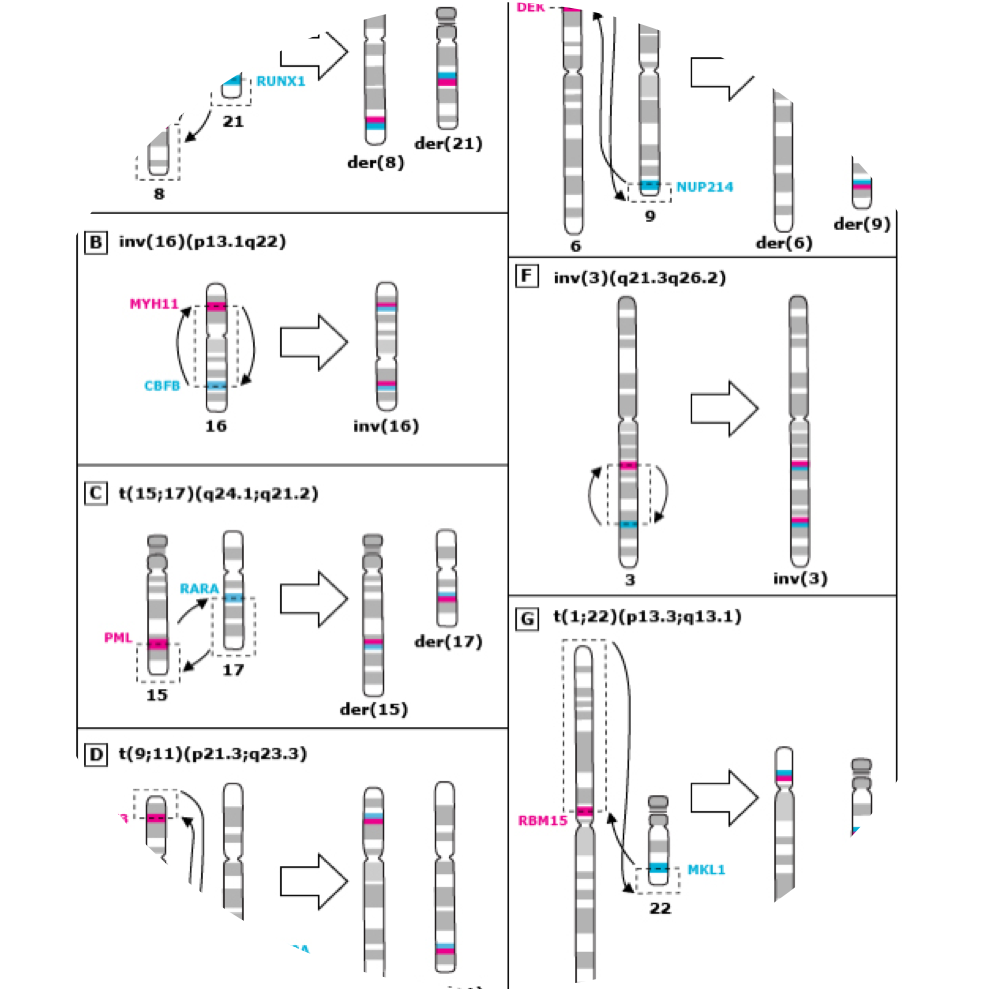 RUNX1
21
8
der(8)
der(21)
B inv(16)(p13.1q22)
MYH11
CBFB
16
inv(16)
C t(15;17)(q24.1;q21.2)
RARA
PML
15
17
der(15)
der(17)
D t(9;11)(p21.3;q23.3)
DEK
NUP214
9
6
der(6)
der(9)
F inv(3)(q21.3q26.2)
3
inv(3)
G t(1;22)(p13.3;q13.1)
RBM15
MKL1
22